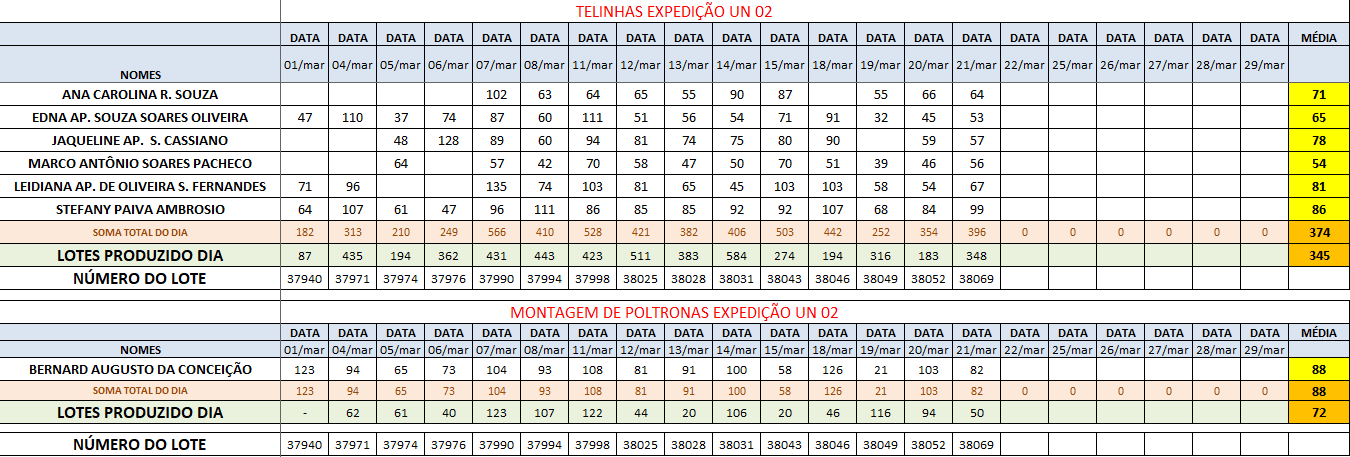 TELINHAS EXPEDIÇÃO UN 02
DATA DATA DATA DATA DATA DATA DATA DATA DATA DATA DATA DATA DATA DATA DATA DATA DATA DATA DATA DATA DATA MÉDIA
NOMES 01/mar 04/mar 05/mar 06/mar 07/mar 08/mar 11/mar 12/mar 13/mar 14/mar 15/mar 18/mar 19/mar 20/mar 21/mar 22/mar 25/mar 26/mar 27/mar 28/mar 29/mar
ANA CAROLINA R. SOUZA 102 63 64 65 55 90 87 55 66 64 71
EDNA AP. SOUZA SOARES OLIVEIRA 47 110 37 74 87 60 111 51 56 54 71 91 32 45 53 65
JAQUELINE AP. S. CASSIANO 48 128 89 60 94 81 74 75 80 90 59 57 78
MARCO ANTÔNIO SOARES PACHECO 64 57 42 70 58 47 50 70 51 39 46 56 54
LEIDIANA AP. DE OLIVEIRA S. FERNANDES 71 96 135 74 103 81 65 45 103 103 58 54 67 81
STEFANY PAIVA AMBROSIO 64 107 61 47 96 111 86 85 85 92 92 107 68 84 99 86
SOMA TOTAL DO DIA 182 313 210 249 566 410 528 421 382 406 503 442 252 354 396 0 0 0 0 0 0 374
LOTES PRODUZIDO DIA 87 435 194 362 431 443 423 511 383 584 274 194 316 183 348 345
NÚMERO DO LOTE 37940 37971 37974 37976 37990 37994 37998 38025 38028 38031 38043 38046 38049 38052 38069
MONTAGEM DE POLTRONAS EXPEDIÇÃO UN 02
DATA DATA DATA DATA DATA DATA DATA DATA DATA DATA DATA DATA DATA DATA DATA DATA DATA DATA DATA DATA DATA MÉDIA
NOMES 01/mar 04/mar 05/mar 06/mar 07/mar 08/mar 11/mar 12/mar 13/mar 14/mar 15/mar 18/mar 19/mar 20/mar 21/mar 22/mar 25/mar 26/mar 27/mar 28/mar 29/mar
BERNARD AUGUSTO DA CONCEIÇÃO 123 94 65 73 104 93 108 81 91 100 58 126 21 103 82 88
SOMA TOTAL DO DIA 123 94 65 73 104 93 108 81 91 100 58 126 21 103 82 0 0 0 0 0 0 88
LOTES PRODUZIDO DIA - 62 61 40 123 107 122 44 20 106 20 46 116 94 50 72
NÚMERO DO LOTE 37940 37971 37974 37976 37990 37994 37998 38025 38028 38031 38043 38046 38049 38052 38069